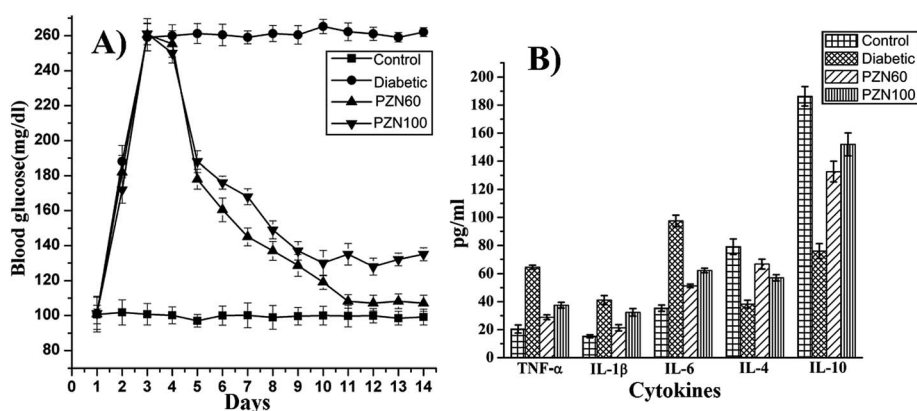 A)
Control
Diabetic
PZN60
PZN100
Blood glucose(mg/dl)
260
240
220
200
180
160
140
120
100
80
0 1 2 3 4 5 6 7 8 9 10 11 12 13 14
Days
B)
Control
Diabetic
PZN60
PZN100
pg/ml
200
180
160
140
120
100
80
60
40
20
0
TNF-α IL-1β IL-6 IL-4 IL-10
Cytokines